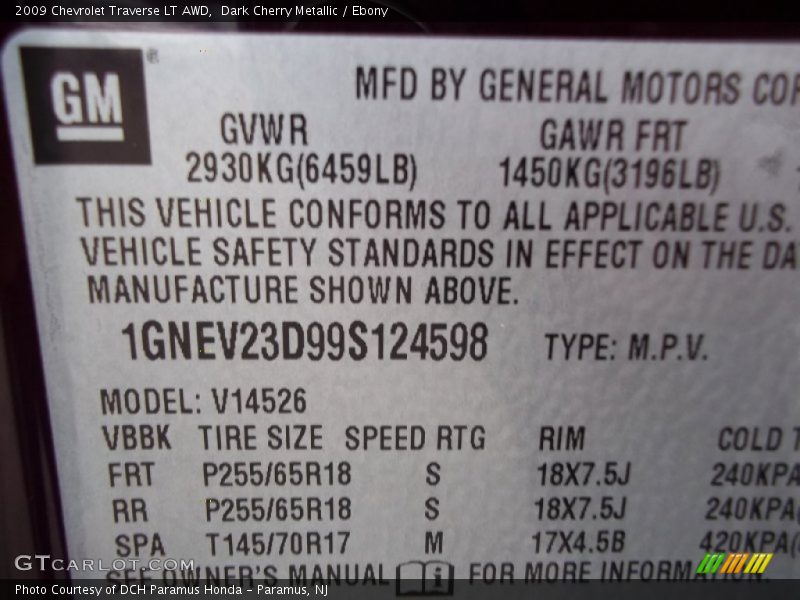 2009 Chevrolet Traverse LT AWD, Dark Cherry Metallic / Ebony
GM ®
MFD BY GENERAL MOTORS COR
GVWR GAWR FRT
2930KG(6459LB) 1450KG(3196LB)
THIS VEHICLE CONFORMS TO ALL APPLICABLE U.S.
VEHICLE SAFETY STANDARDS IN EFFECT ON THE DA
MANUFACTURE SHOWN ABOVE.
1GNEV23D99S124598 TYPE: M.P.V.
MODEL: V14526
VBBK TIRE SIZE SPEED RTG RIM COLD T
FRT P255/65R18 S 18X7.5J 240KPA
RR P255/65R18 S 18X7.5J 240KPA(
SPA T145/70R17 M 17X4.5B 420KPA(
SEE OWNER'S MANUAL FOR MORE INFORMATION
GTCARLOT.COM
Photo Courtesy of DCH Paramus Honda - Paramus, NJ